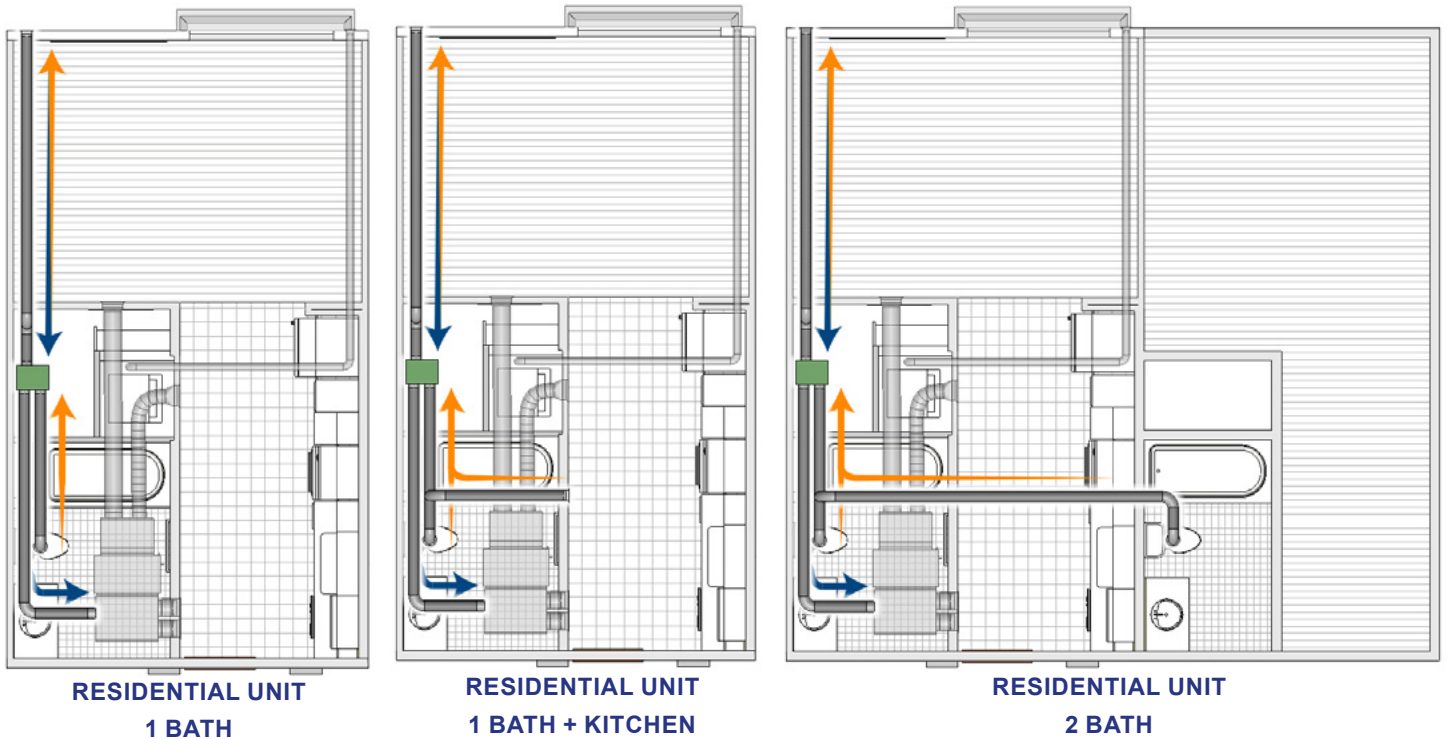 RESIDENTIAL UNIT
1 BATH
RESIDENTIAL UNIT
1 BATH + KITCHEN
RESIDENTIAL UNIT
2 BATH